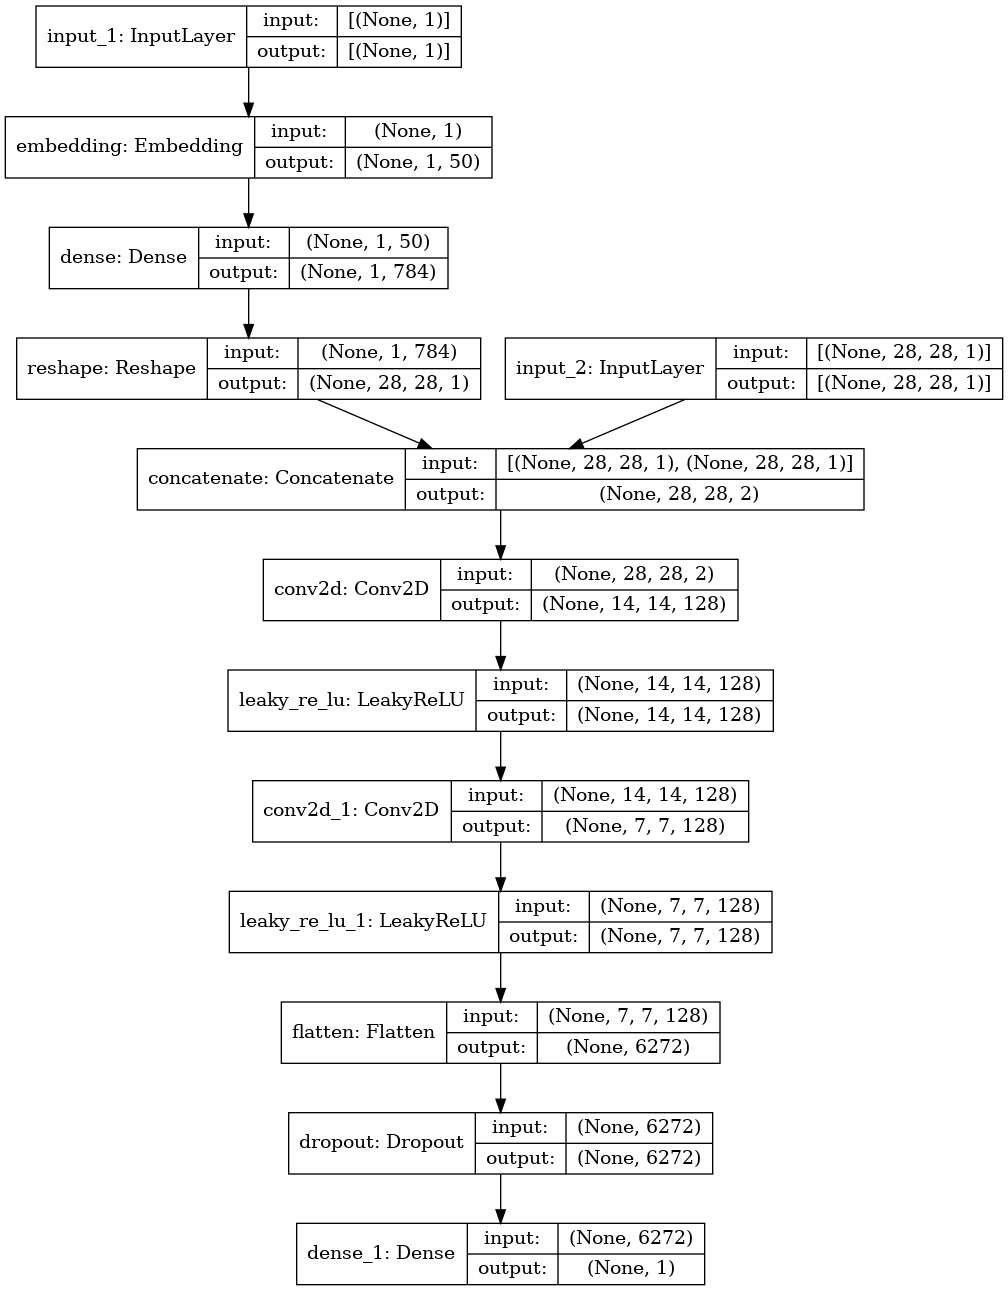 input_1: InputLayer
input: [(None, 1)]
output: [(None, 1)]
embedding: Embedding
input: (None, 1)
output: (None, 1, 50)
dense: Dense
input: (None, 1, 50)
output: (None, 1, 784)
reshape: Reshape
input: (None, 1, 784)
output: (None, 28, 28, 1)
input_2: InputLayer
input: [(None, 28, 28, 1)]
output: [(None, 28, 28, 1)]
concatenate: Concatenate
input: [(None, 28, 28, 1), (None, 28, 28, 1)]
output: (None, 28, 28, 2)
conv2d: Conv2D
input: (None, 28, 28, 2)
output: (None, 14, 14, 128)
leaky_re_lu: LeakyReLU
input: (None, 14, 14, 128)
output: (None, 14, 14, 128)
conv2d_1: Conv2D
input: (None, 14, 14, 128)
output: (None, 7, 7, 128)
leaky_re_lu_1: LeakyReLU
input: (None, 7, 7, 128)
output: (None, 7, 7, 128)
flatten: Flatten
input: (None, 7, 7, 128)
output: (None, 6272)
dropout: Dropout
input: (None, 6272)
output: (None, 6272)
dense_1: Dense
input: (None, 6272)
output: (None, 1)